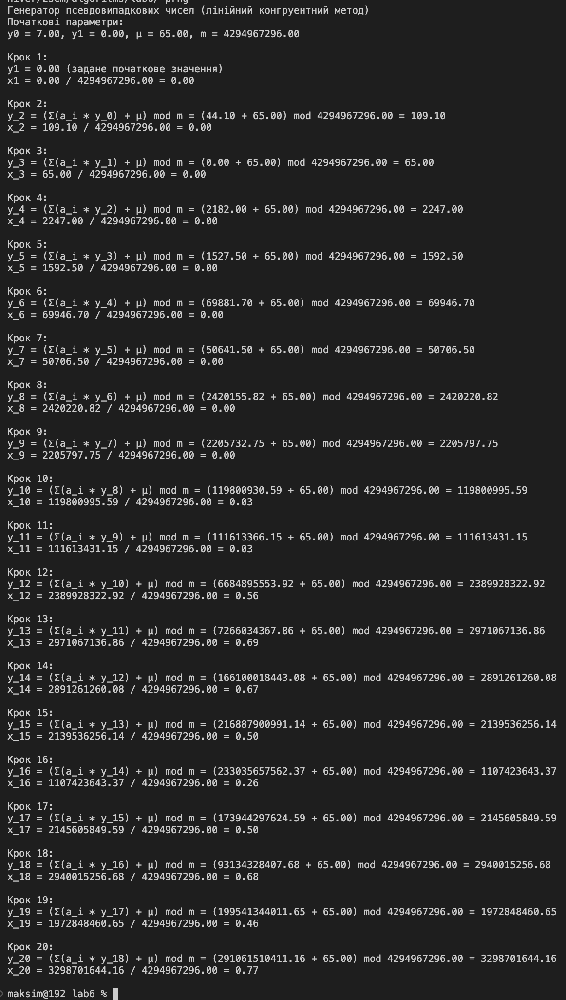 Генератор псевдовипадкових чисел (лінійний конгруентний метод)
Початкові параметри:
y0 = 7.00, y1 = 0.00, μ = 65.00, m = 4294967296.00
Крок 1:
y1 = 0.00 (задане початкове значення)
x1 = 0.00 / 4294967296.00 = 0.00
Крок 2:
y_2 = (Σ(a_i * y_0) + μ) mod m = (44.10 + 65.00) mod 4294967296.00 = 109.10
x_2 = 109.10 / 4294967296.00 = 0.00
Крок 3:
y_3 = (Σ(a_i * y_1) + μ) mod m = (0.00 + 65.00) mod 4294967296.00 = 65.00
x_3 = 65.00 / 4294967296.00 = 0.00
Крок 4:
y_4 = (Σ(a_i * y_2) + μ) mod m = (2182.00 + 65.00) mod 4294967296.00 = 2247.00
x_4 = 2247.00 / 4294967296.00 = 0.00
Крок 5:
y_5 = (Σ(a_i * y_3) + μ) mod m = (1527.50 + 65.00) mod 4294967296.00 = 1592.50
x_5 = 1592.50 / 4294967296.00 = 0.00
Крок 6:
y_6 = (Σ(a_i * y_4) + μ) mod m = (69881.70 + 65.00) mod 4294967296.00 = 69946.70
x_6 = 69946.70 / 4294967296.00 = 0.00
Крок 7:
y_7 = (Σ(a_i * y_5) + μ) mod m = (50641.50 + 65.00) mod 4294967296.00 = 50706.50
x_7 = 50706.50 / 4294967296.00 = 0.00
Крок 8:
y_8 = (Σ(a_i * y_6) + μ) mod m = (2420155.82 + 65.00) mod 4294967296.00 = 2420220.82
x_8 = 2420220.82 / 4294967296.00 = 0.00
Крок 9:
y_9 = (Σ(a_i * y_7) + μ) mod m = (2205732.75 + 65.00) mod 4294967296.00 = 2205797.75
x_9 = 2205797.75 / 4294967296.00 = 0.00
Крок 10:
y_10 = (Σ(a_i * y_8) + μ) mod m = (119800930.59 + 65.00) mod 4294967296.00 = 119800995.59
x_10 = 119800995.59 / 4294967296.00 = 0.03
Крок 11:
y_11 = (Σ(a_i * y_9) + μ) mod m = (111613366.15 + 65.00) mod 4294967296.00 = 111613431.15
x_11 = 111613431.15 / 4294967296.00 = 0.03
Крок 12:
y_12 = (Σ(a_i * y_10) + μ) mod m = (6684895553.92 + 65.00) mod 4294967296.00 = 2389928322.92
x_12 = 2389928322.92 / 4294967296.00 = 0.56
Крок 13:
y_13 = (Σ(a_i * y_11) + μ) mod m = (7266034367.86 + 65.00) mod 4294967296.00 = 2971067136.86
x_13 = 2971067136.86 / 4294967296.00 = 0.69
Крок 14:
y_14 = (Σ(a_i * y_12) + μ) mod m = (166100018443.08 + 65.00) mod 4294967296.00 = 2891261260.08
x_14 = 2891261260.08 / 4294967296.00 = 0.67
Крок 15:
y_15 = (Σ(a_i * y_13) + μ) mod m = (216887900991.14 + 65.00) mod 4294967296.00 = 2139536256.14
x_15 = 2139536256.14 / 4294967296.00 = 0.50
Крок 16:
y_16 = (Σ(a_i * y_14) + μ) mod m = (233035657562.37 + 65.00) mod 4294967296.00 = 1107423643.37
x_16 = 1107423643.37 / 4294967296.00 = 0.26
Крок 17:
y_17 = (Σ(a_i * y_15) + μ) mod m = (173944297624.59 + 65.00) mod 4294967296.00 = 2145605849.59
x_17 = 2145605849.59 / 4294967296.00 = 0.50
Крок 18:
y_18 = (Σ(a_i * y_16) + μ) mod m = (93134328407.68 + 65.00) mod 4294967296.00 = 2940015256.68
x_18 = 2940015256.68 / 4294967296.00 = 0.68
Крок 19:
y_19 = (Σ(a_i * y_17) + μ) mod m = (199541344011.65 + 65.00) mod 4294967296.00 = 1972848460.65
x_19 = 1972848460.65 / 4294967296.00 = 0.46
Крок 20:
y_20 = (Σ(a_i * y_18) + μ) mod m = (291061510411.16 + 65.00) mod 4294967296.00 = 3298701644.16
x_20 = 3298701644.16 / 4294967296.00 = 0.77
maksim@192 lab6 %